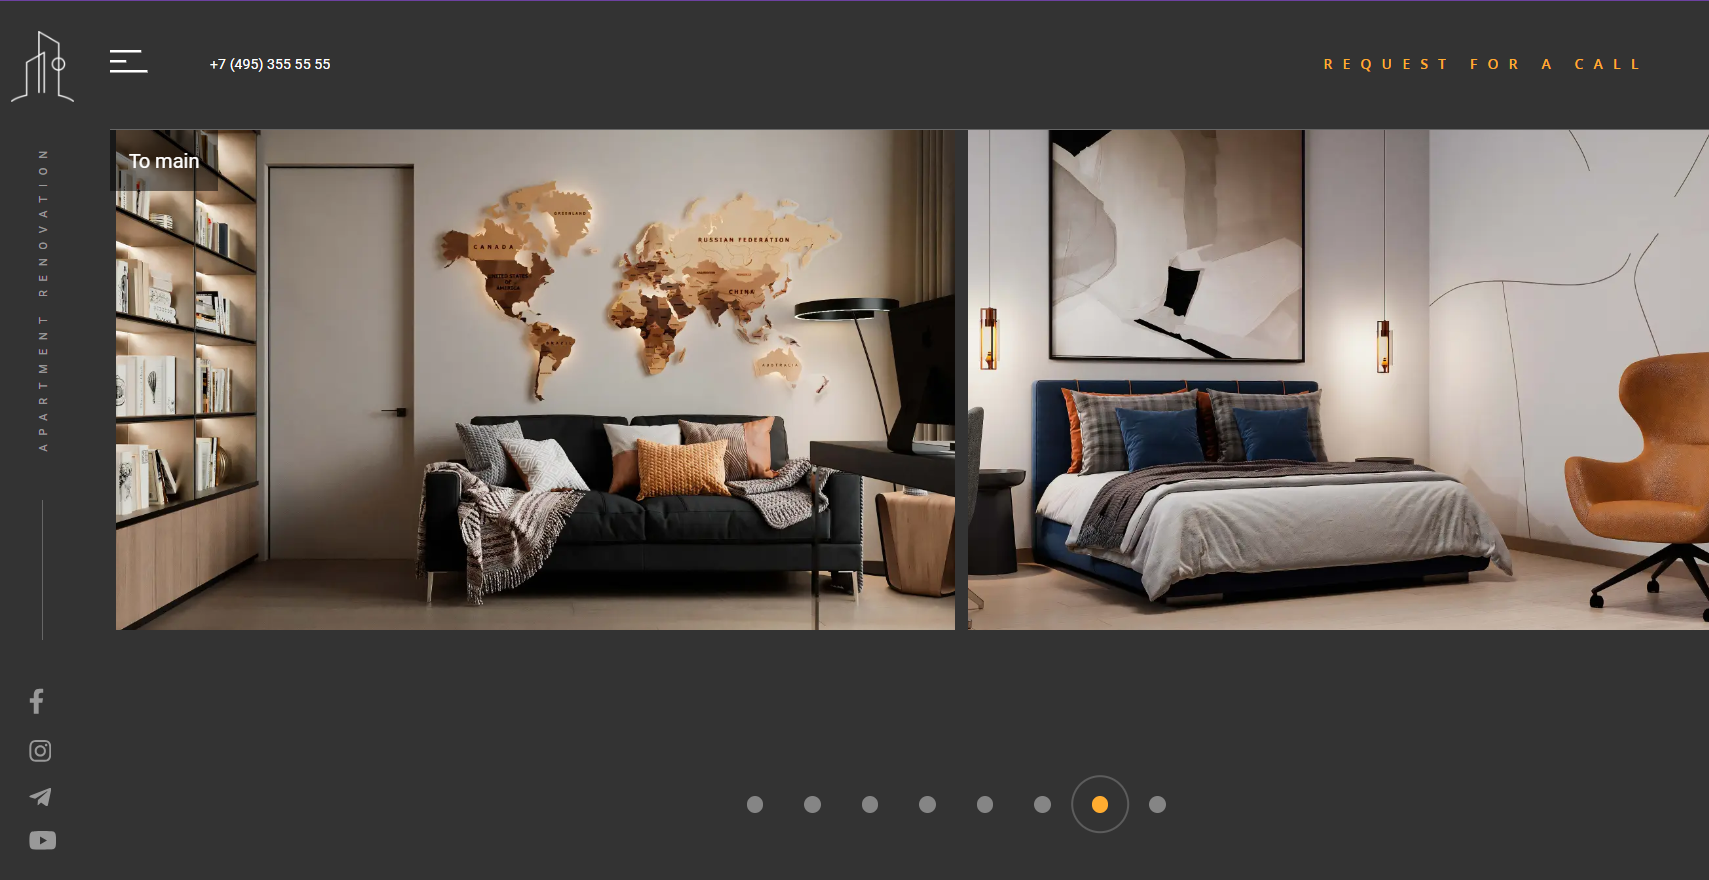 +7 (495) 355 55 55
REQUEST FOR A CALL
To main
APARTMENT RENOVATION
GREENLAND
CANADA
RUSSIAN FEDERATION
UNITED STATES
OF
AMERICA
CHINA
BRAZIL
AUSTRALIA